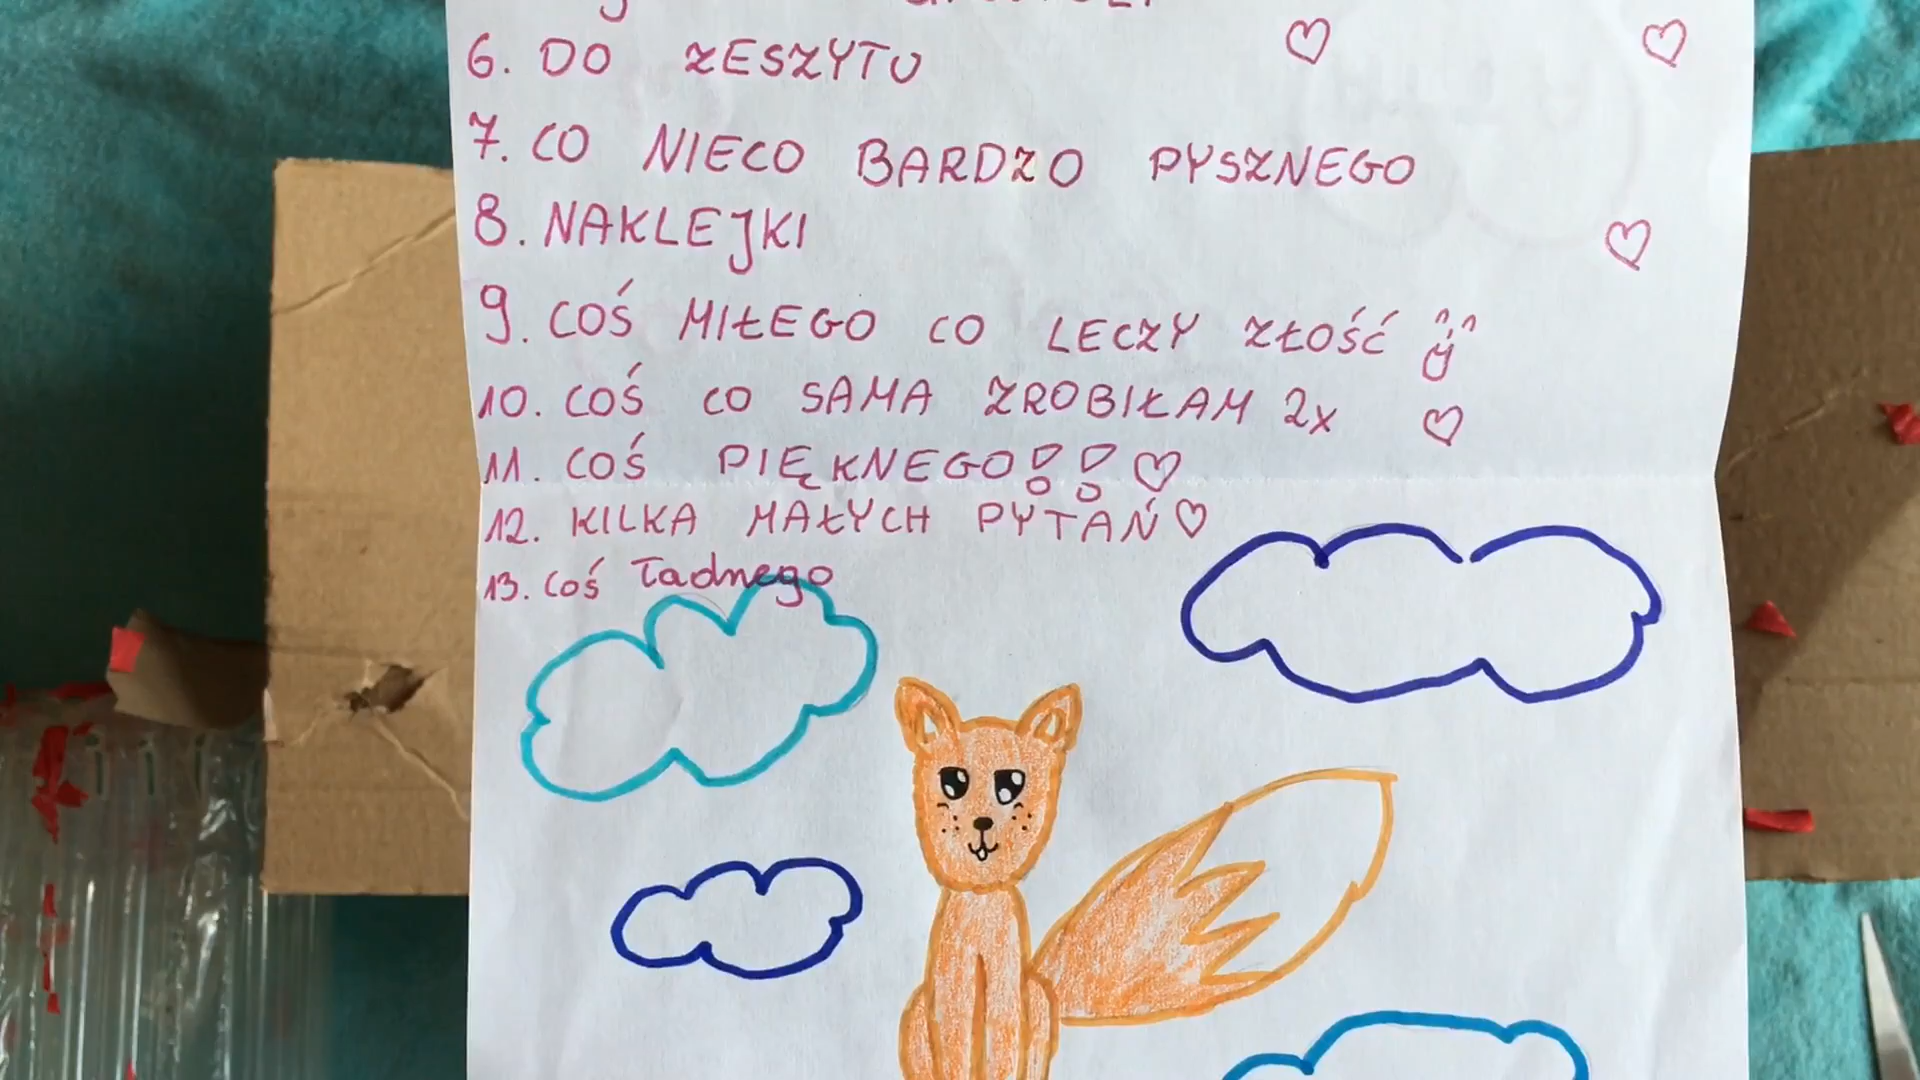 6. DO ZESZYTU
7. CO NIECO BARDZO PYSZNEGO
8. NAKLEJKI
9. COŚ MIŁEGO CO LECZY ZŁOŚĆ
10. COŚ CO SAMA ZROBIŁAM 2x
11. COŚ PIĘKNEGO!!
12. KILKA MAŁYCH PYTAŃ
13. coś ładnego